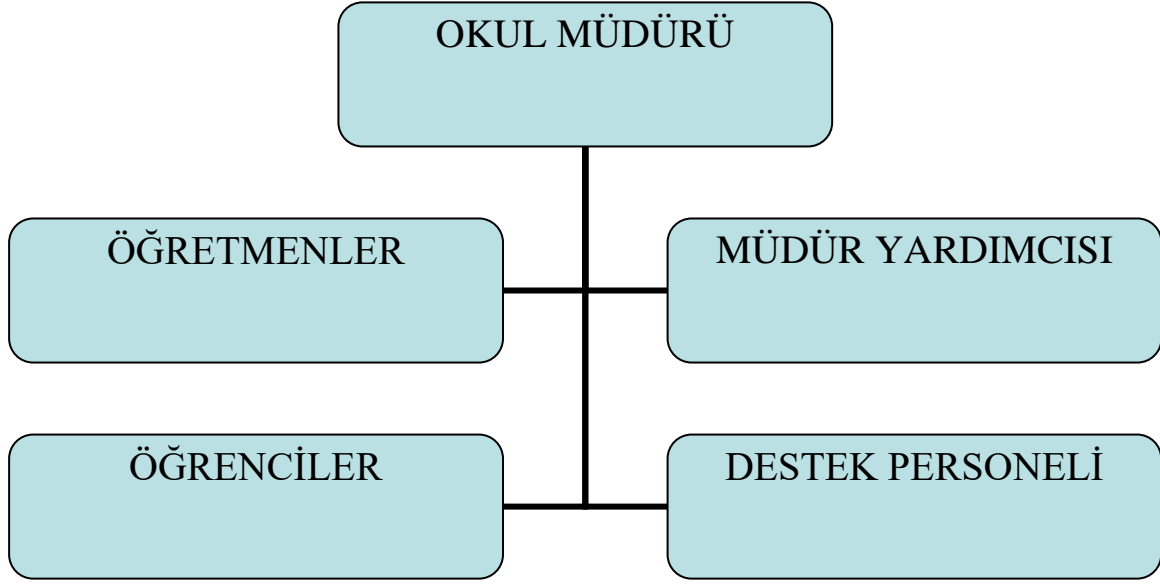 OKUL MÜDÜRÜ
ÖĞRETMENLER
MÜDÜR YARDIMCISI
ÖĞRENCİLER
DESTEK PERSONELİ